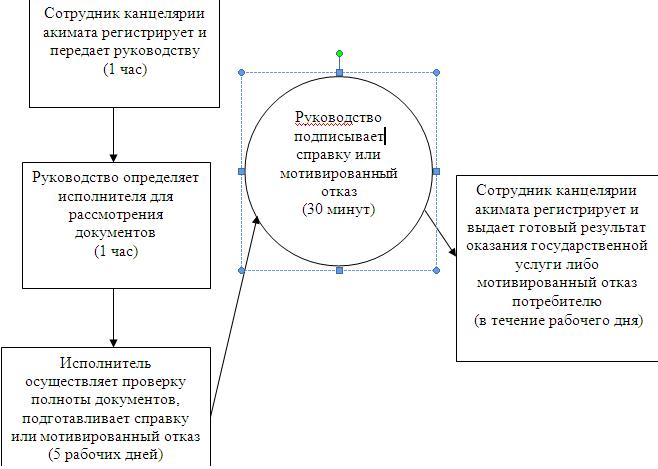 Сотрудник канцелярии
акимата регистрирует и
передает руководству
(1 час)
Руководство определяет
исполнителя для
рассмотрения
документов
(1 час)
Исполнитель
осуществляет проверку
полноты документов,
подготавливает справку
или мотивированный отказ
(5 рабочих дней)
Руководство
подписывает
справку или
мотивированный
отказ
(30 минут)
Сотрудник канцелярии
акимата регистрирует и
выдает готовый результат
оказания государственной
услуги либо
мотивированный отказ
потребителю
(в течение рабочего дня)